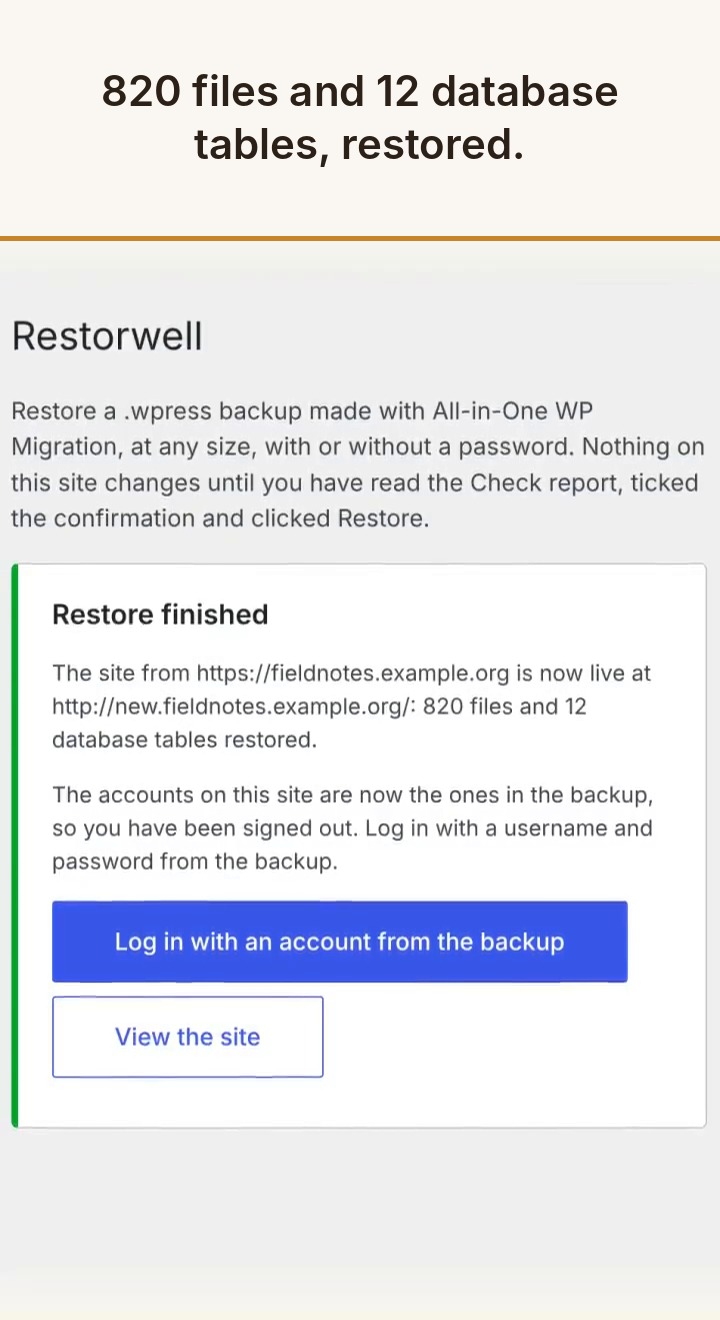 820 files and 12 database
tables, restored.
Restorwell
Restore a .wpress backup made with All-in-One WP
Migration, at any size, with or without a password. Nothing on
this site changes until you have read the Check report, ticked
the confirmation and clicked Restore.
Restore finished
The site from https://fieldnotes.example.org is now live at
http://new.fieldnotes.example.org/: 820 files and 12
database tables restored.
The accounts on this site are now the ones in the backup,
so you have been signed out. Log in with a username and
password from the backup.
Log in with an account from the backup
View the site